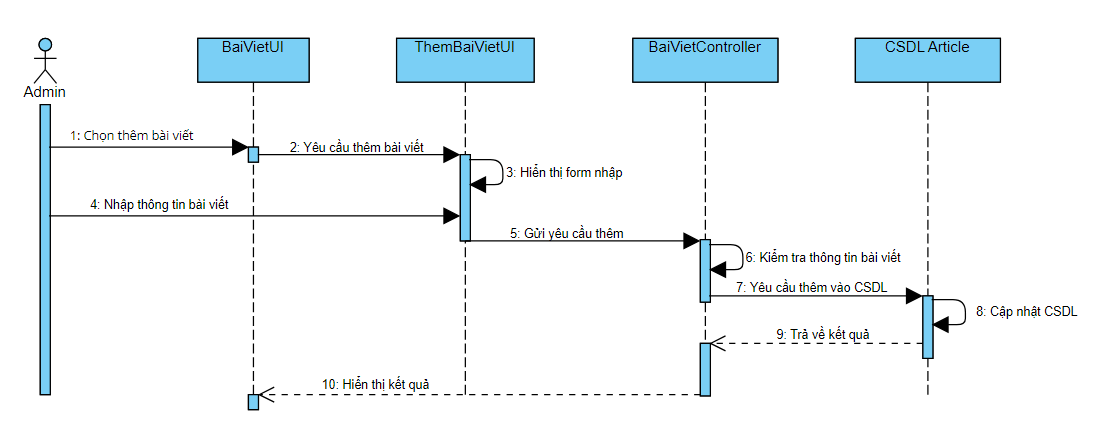 BaiVietUI
ThemBaiVietUI
BaiVietController
CSDL Article
Admin
1: Chọn thêm bài viết
2: Yêu cầu thêm bài viết
3: Hiển thị form nhập
4: Nhập thông tin bài viết
5: Gửi yêu cầu thêm
6: Kiểm tra thông tin bài viết
7: Yêu cầu thêm vào CSDL
8: Cập nhật CSDL
9: Trả về kết quả
10: Hiển thị kết quả